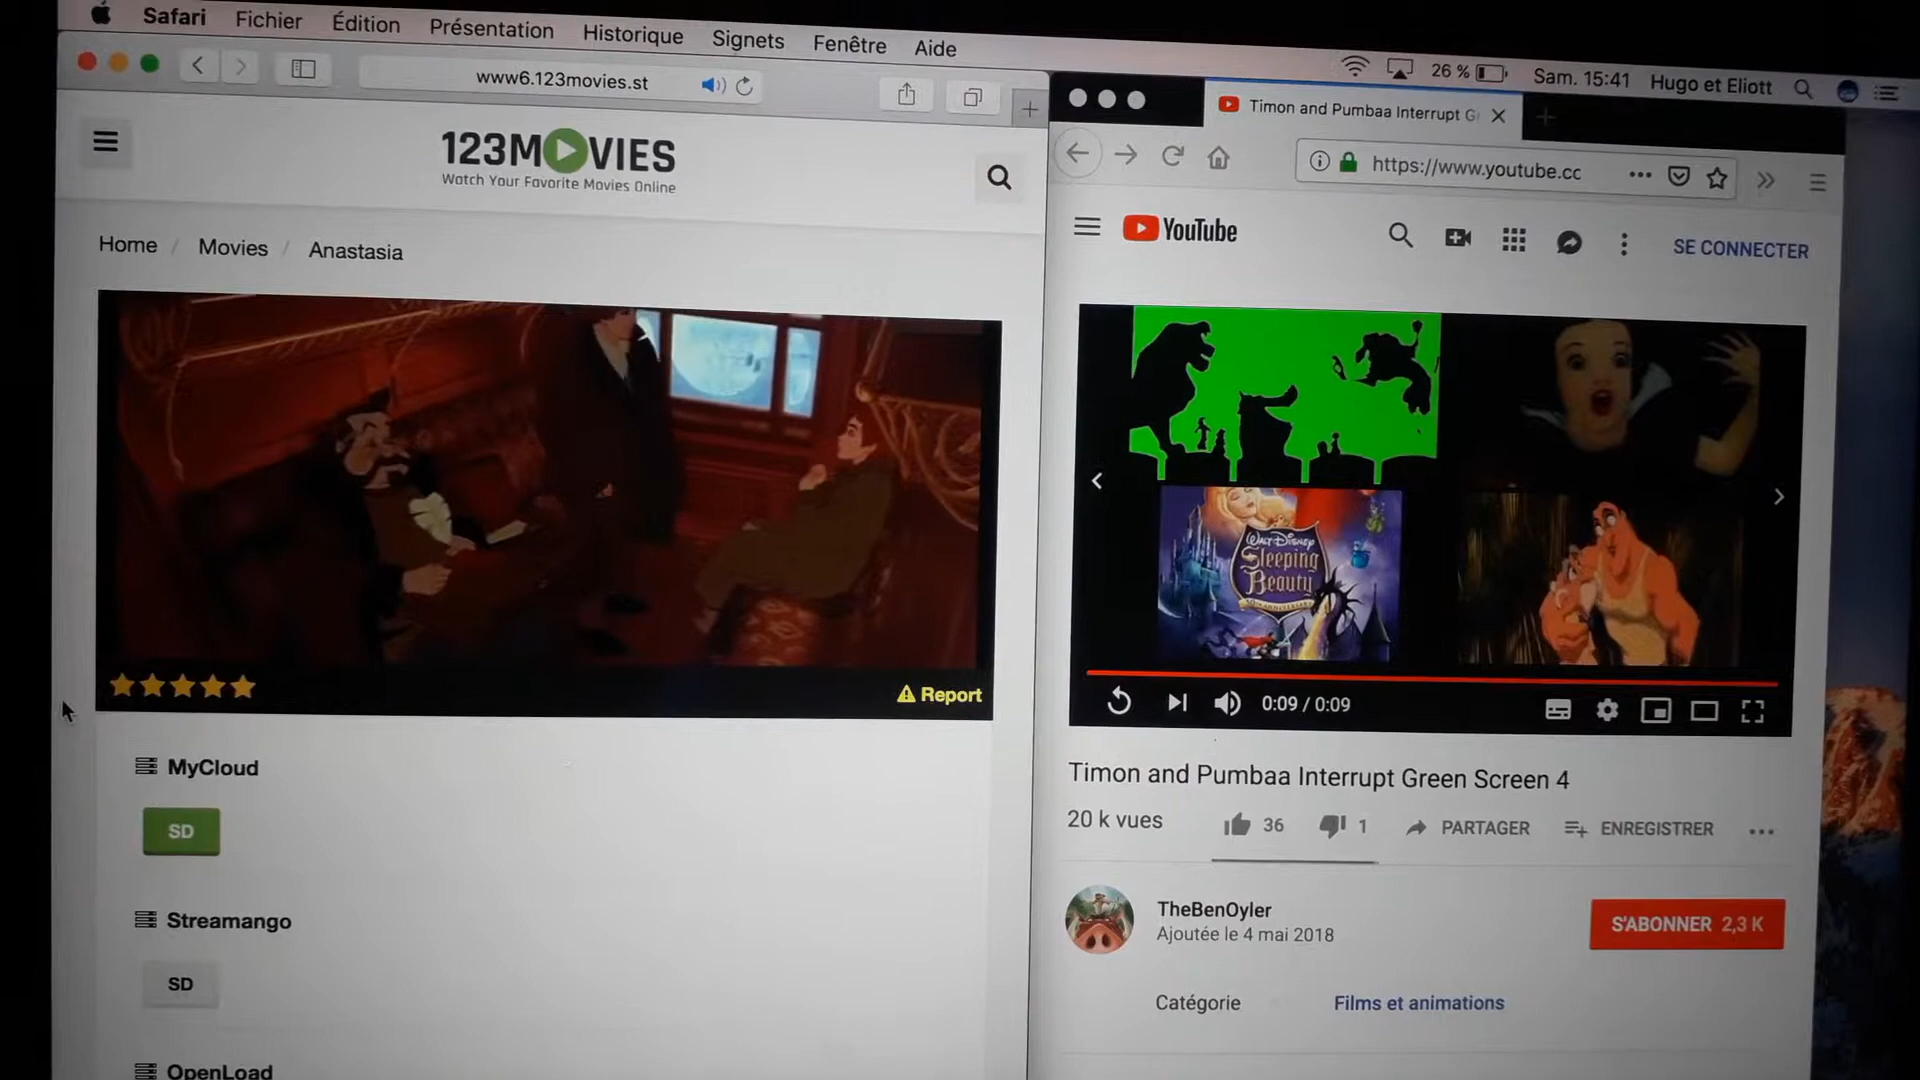 Safari Fichier Édition Présentation Historique Signets Fenêtre Aide
26 % Sam. 15:41 Hugo et Eliott
www6.123movies.st
123MOVIES
Watch Your Favorite Movies Online
Home / Movies / Anastasia
Report
MyCloud
SD
Streamango
SD
OpenLoad
Timon and Pumbaa Interrupt G
https://www.youtube.cc
YouTube
SE CONNECTER
WALT DISNEY
Sleeping
Beauty
0:09 / 0:09
Timon and Pumbaa Interrupt Green Screen 4
20 k vues 36 1 PARTAGER ENREGISTRER
TheBenOyler
Ajoutée le 4 mai 2018
S'ABONNER 2,3 K
Catégorie Films et animations